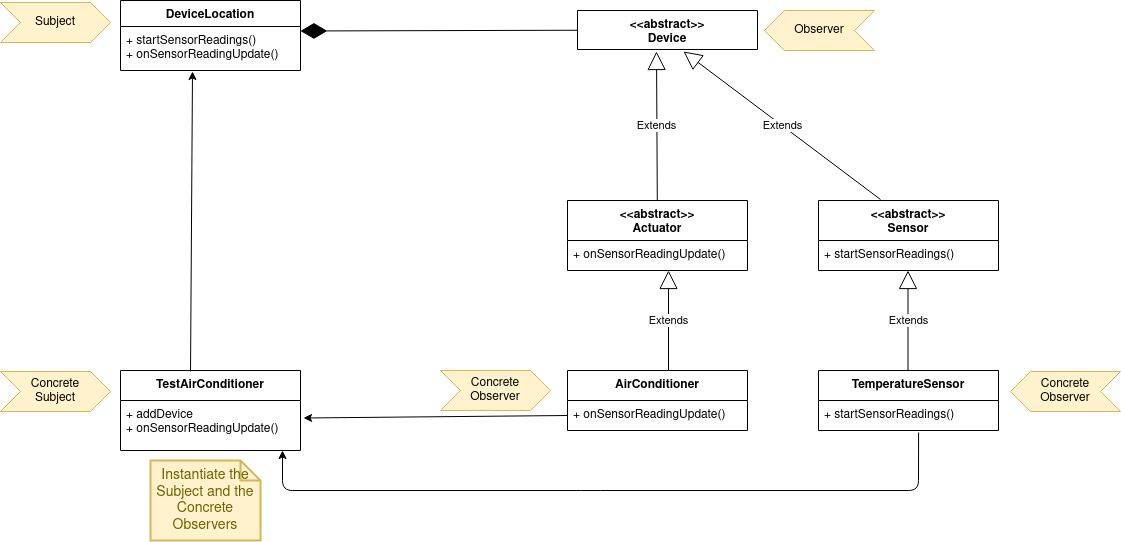 Subject
DeviceLocation
+ startSensorReadings()
+ onSensorReadingUpdate()
<<abstract>>
Device
Observer
Extends
Extends
<<abstract>>
Actuator
+ onSensorReadingUpdate()
<<abstract>>
Sensor
+ startSensorReadings()
Extends
Extends
Concrete
Subject
TestAirConditioner
+ addDevice
+ onSensorReadingUpdate()
Concrete
Observer
AirConditioner
+ onSensorReadingUpdate()
TemperatureSensor
+ startSensorReadings()
Concrete
Observer
Instantiate the
Subject and the
Concrete
Observers